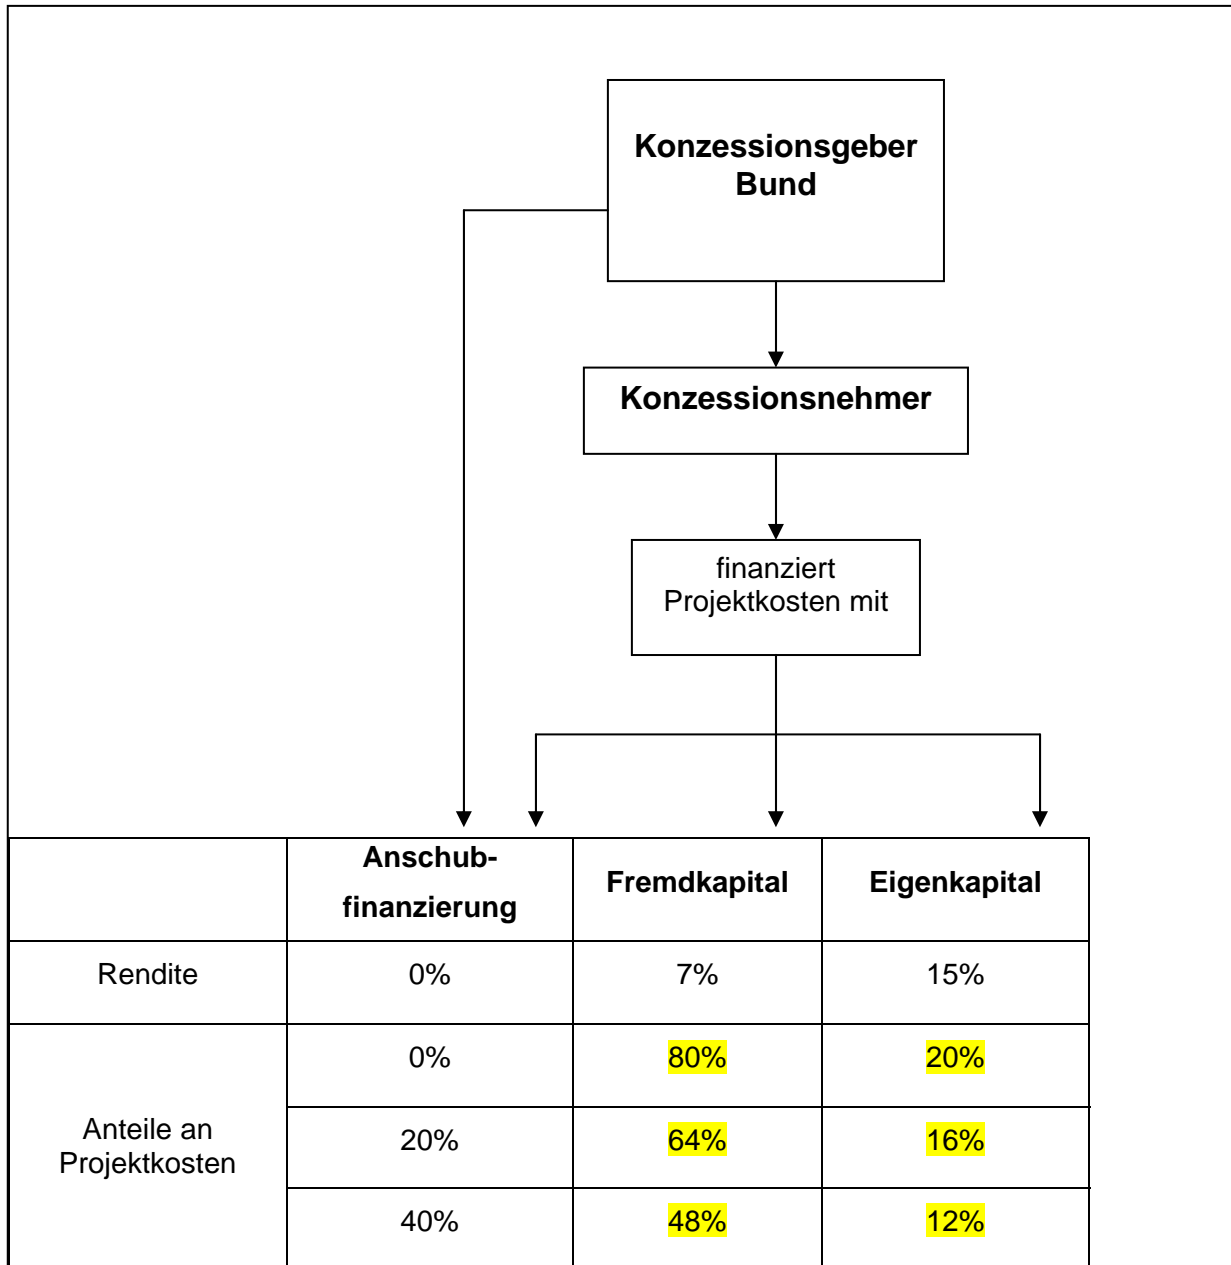 Konzessionsgeber
Bund
Konzessionsnehmer
finanziert
Projektkosten mit
Anschub-
finanzierung
Fremdkapital
Eigenkapital
Rendite
0%
7%
15%
Anteile an
Projektkosten
0%
80%
20%
20%
64%
16%
40%
48%
12%